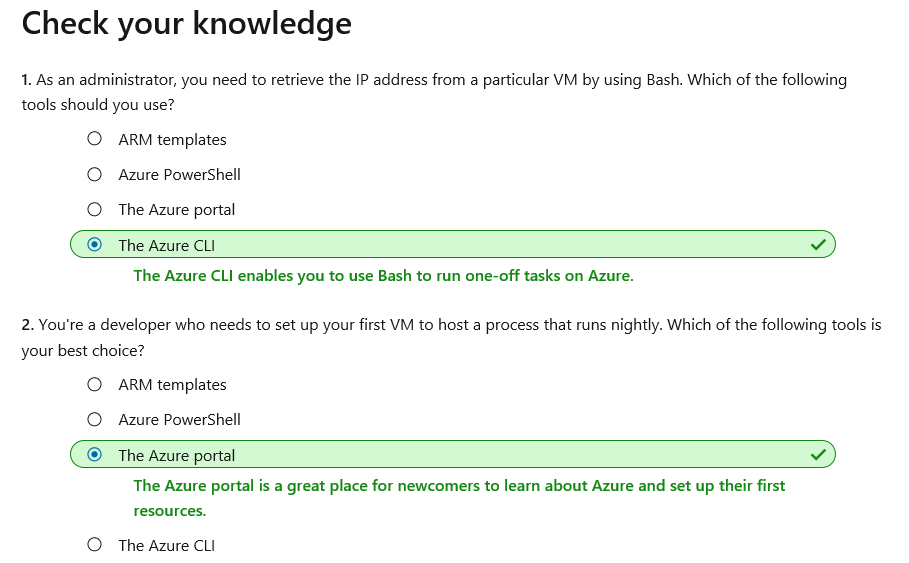 Check your knowledge
1. As an administrator, you need to retrieve the IP address from a particular VM by using Bash. Which of the following
tools should you use?
ARM templates
Azure PowerShell
The Azure portal
The Azure CLI
The Azure CLI enables you to use Bash to run one-off tasks on Azure.
2. You're a developer who needs to set up your first VM to host a process that runs nightly. Which of the following tools is
your best choice?
ARM templates
Azure PowerShell
The Azure portal
The Azure portal is a great place for newcomers to learn about Azure and set up their first
resources.
The Azure CLI